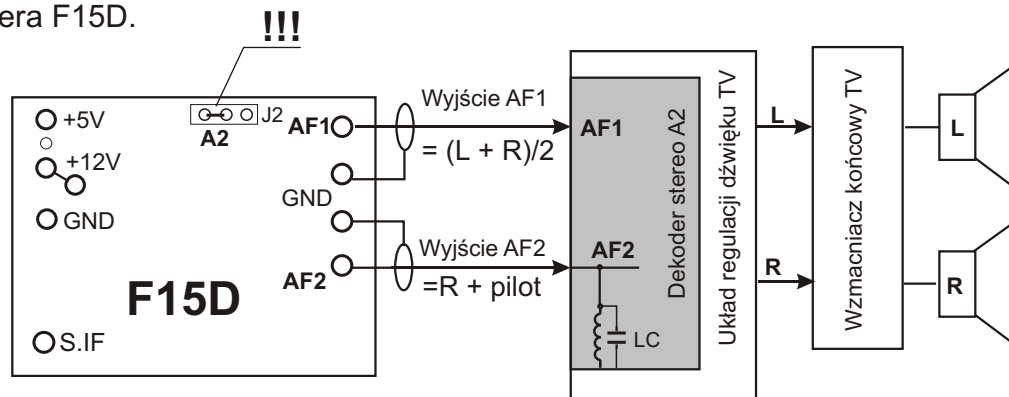 era F15D.
!!!
+5V
+12V
GND
S.IF
F15D
J2
A2
AF1
GND
AF2
Wyjście AF1
= (L + R)/2
Wyjście AF2
=R + pilot
AF1
AF2
LC
Dekoder stereo A2
Układ regulacji dźwięku TV
L
R
Wzmacniacz końcowy TV
L
R